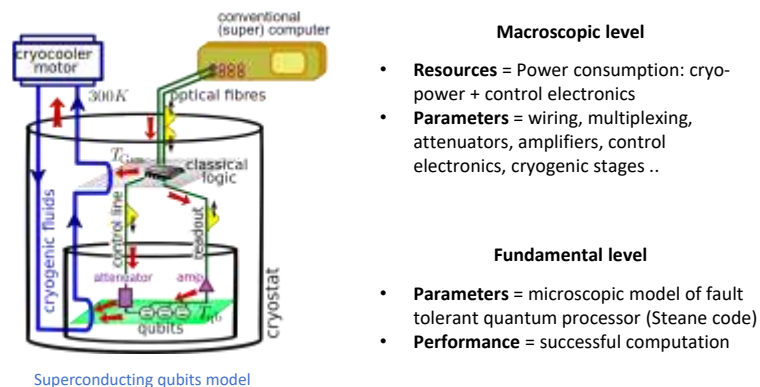 conventional
(super) computer
cryocooler
motor
888
300K
optical fibres
classical
logic
control line
readout
cryogenic fluids
cryostat
attenuator
amp
qubits
Superconducting qubits model
Macroscopic level
• Resources = Power consumption: cryo-
power + control electronics
• Parameters = wiring, multiplexing,
attenuators, amplifiers, control
electronics, cryogenic stages ..
Fundamental level
• Parameters = microscopic model of fault
tolerant quantum processor (Steane code)
• Performance = successful computation